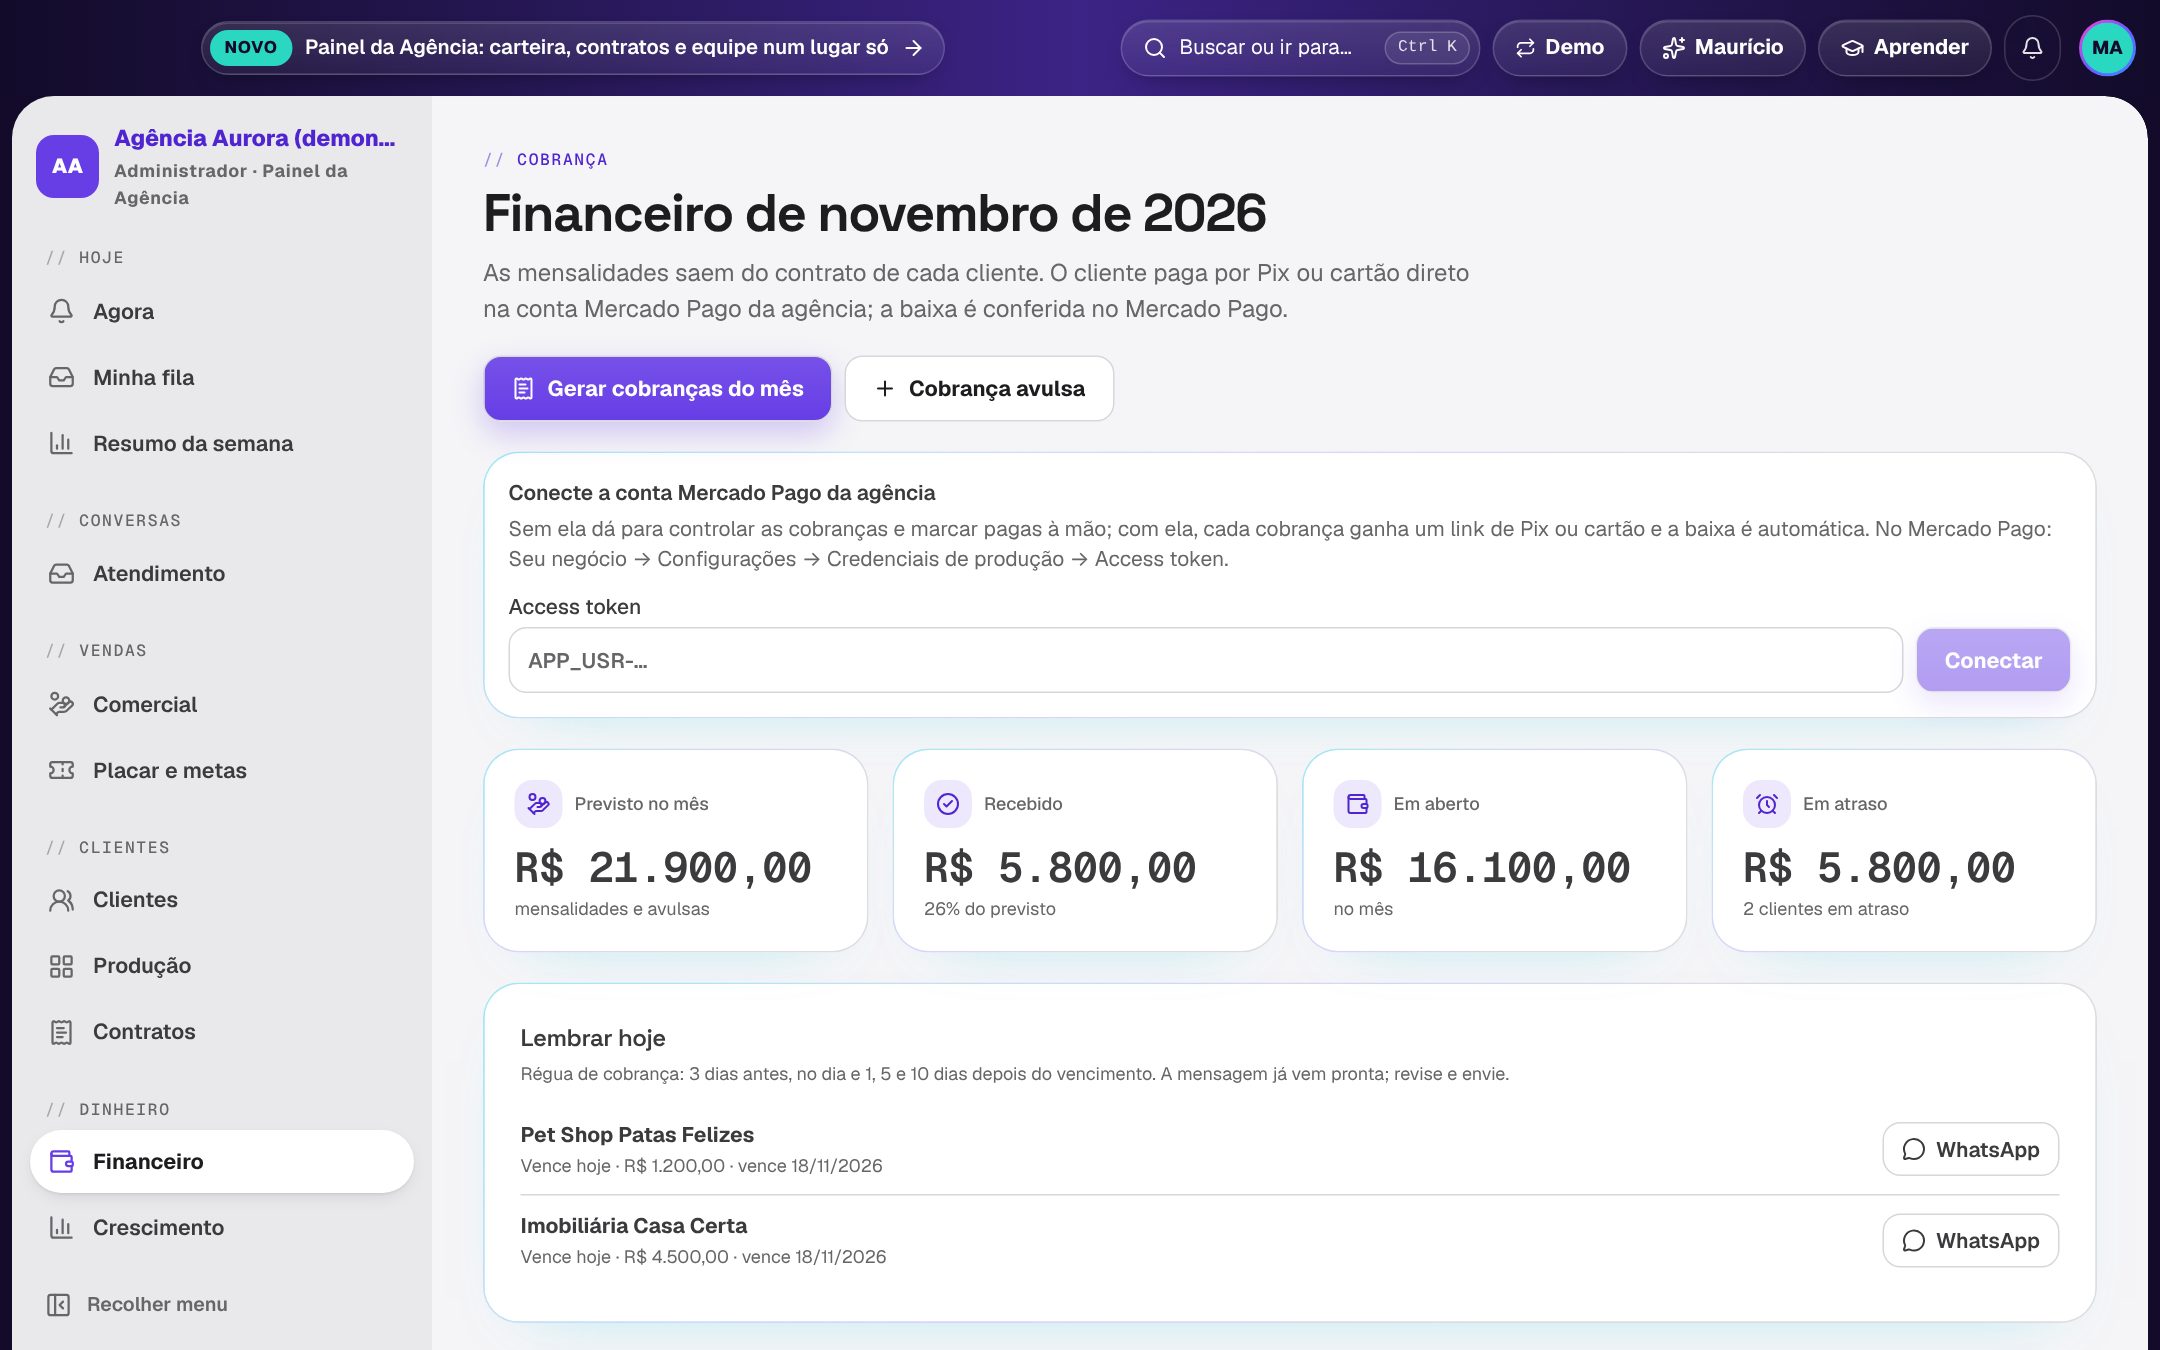 NOVO Painel da Agência: carteira, contratos e equipe num lugar só →
Buscar ou ir para... Ctrl K
Demo
Maurício
Aprender
MA
AA
Agência Aurora (demon...
Administrador · Painel da
Agência
// HOJE
Agora
Minha fila
Resumo da semana
// CONVERSAS
Atendimento
// VENDAS
Comercial
Placar e metas
// CLIENTES
Clientes
Produção
Contratos
// DINHEIRO
Financeiro
Crescimento
Recolher menu
// COBRANÇA
Financeiro de novembro de 2026
As mensalidades saem do contrato de cada cliente. O cliente paga por Pix ou cartão direto
na conta Mercado Pago da agência; a baixa é conferida no Mercado Pago.
Gerar cobranças do mês
+ Cobrança avulsa
Conecte a conta Mercado Pago da agência
Sem ela dá para controlar as cobranças e marcar pagas à mão; com ela, cada cobrança ganha um link de Pix ou cartão e a baixa é automática. No Mercado Pago:
Seu negócio → Configurações → Credenciais de produção → Access token.
Access token
APP_USR-...
Conectar
Previsto no mês
R$ 21.900,00
mensalidades e avulsas
Recebido
R$ 5.800,00
26% do previsto
Em aberto
R$ 16.100,00
no mês
Em atraso
R$ 5.800,00
2 clientes em atraso
Lembrar hoje
Régua de cobrança: 3 dias antes, no dia e 1, 5 e 10 dias depois do vencimento. A mensagem já vem pronta; revise e envie.
Pet Shop Patas Felizes
Vence hoje · R$ 1.200,00 · vence 18/11/2026
WhatsApp
Imobiliária Casa Certa
Vence hoje · R$ 4.500,00 · vence 18/11/2026
WhatsApp